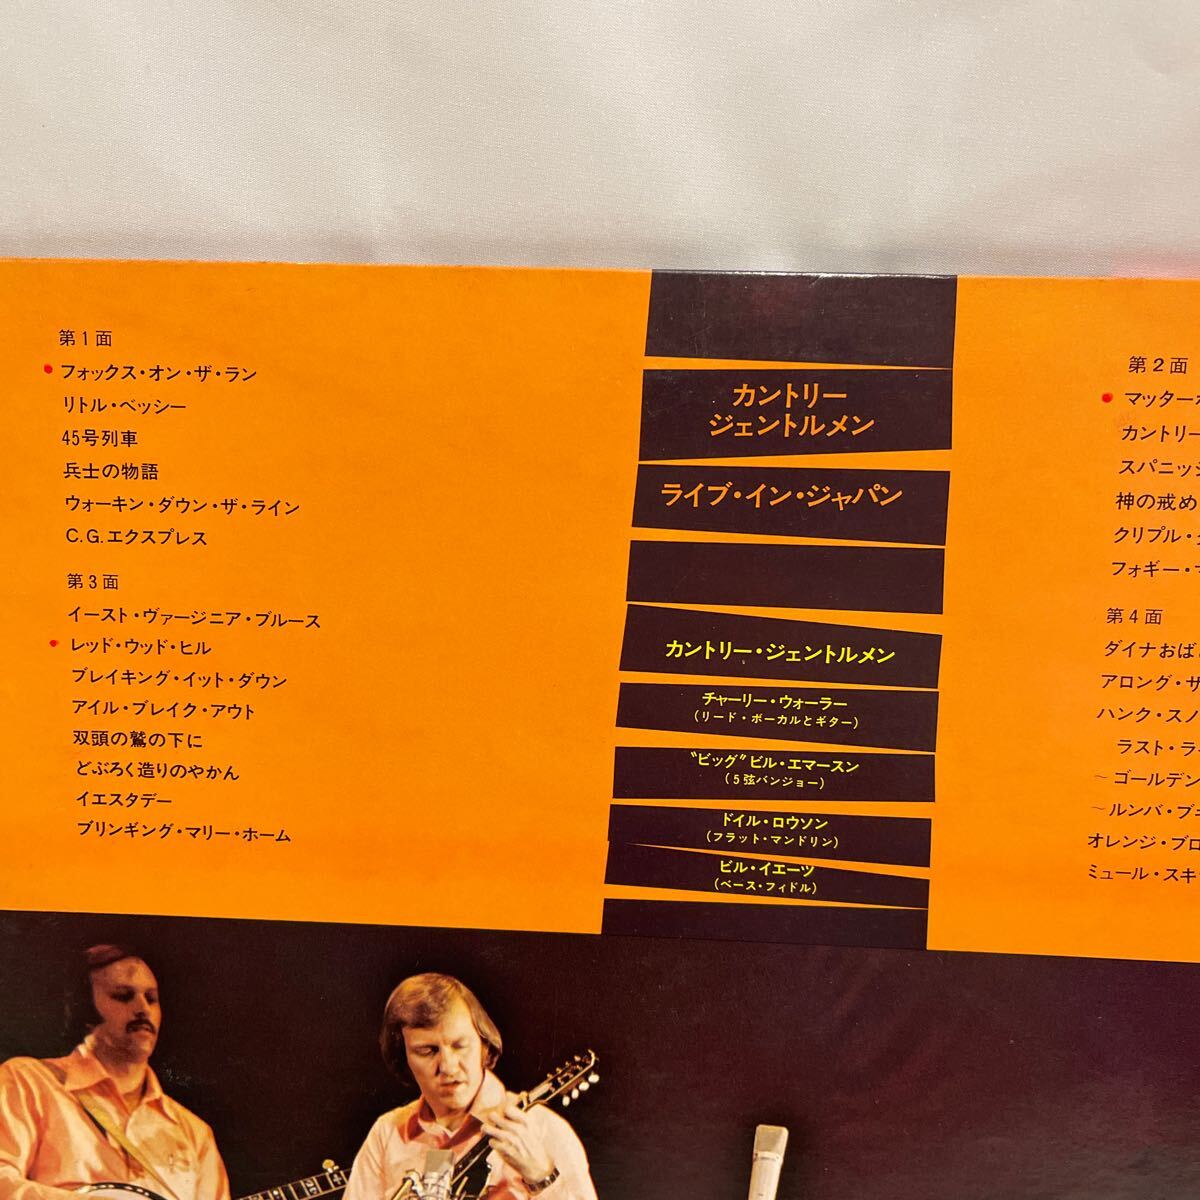 第1面
フォックス・オン・ザ・ラン
リトル・ベッシー
45号列車
兵士の物語
ウォーキン・ダウン・ザ・ライン
C.G.エクスプレス
第3面
イースト・ヴァージニア・ブルース
レッド・ウッド・ヒル
ブレイキング・イット・ダウン
アイル・ブレイク・アウト
双頭の鷲の下に
どぶろく造りのやかん
イエスタデー
ブリンギング・マリー・ホーム
カントリー
ジェントルメン
ライブ・イン・ジャパン
カントリー・ジェントルメン
チャーリー・ウォーラー
(リード・ボーカルとギター)
“ビッグ”ビル・エマースン
(5弦バンジョー)
ドイル・ロウソン
(フラット・マンドリン)
ビル・イエーツ
(ベース・フィドル)
第2面
マッター
カントリー
スパニッシ
神の戒め
クリプル・
フォギー・
第4面
ダイナおば
アロング・ザ
ハンク・スノ
ラスト・ラ
〜ゴールデン
〜ルンバ・ブ
オレンジ・ブロ
ミュール・スキ